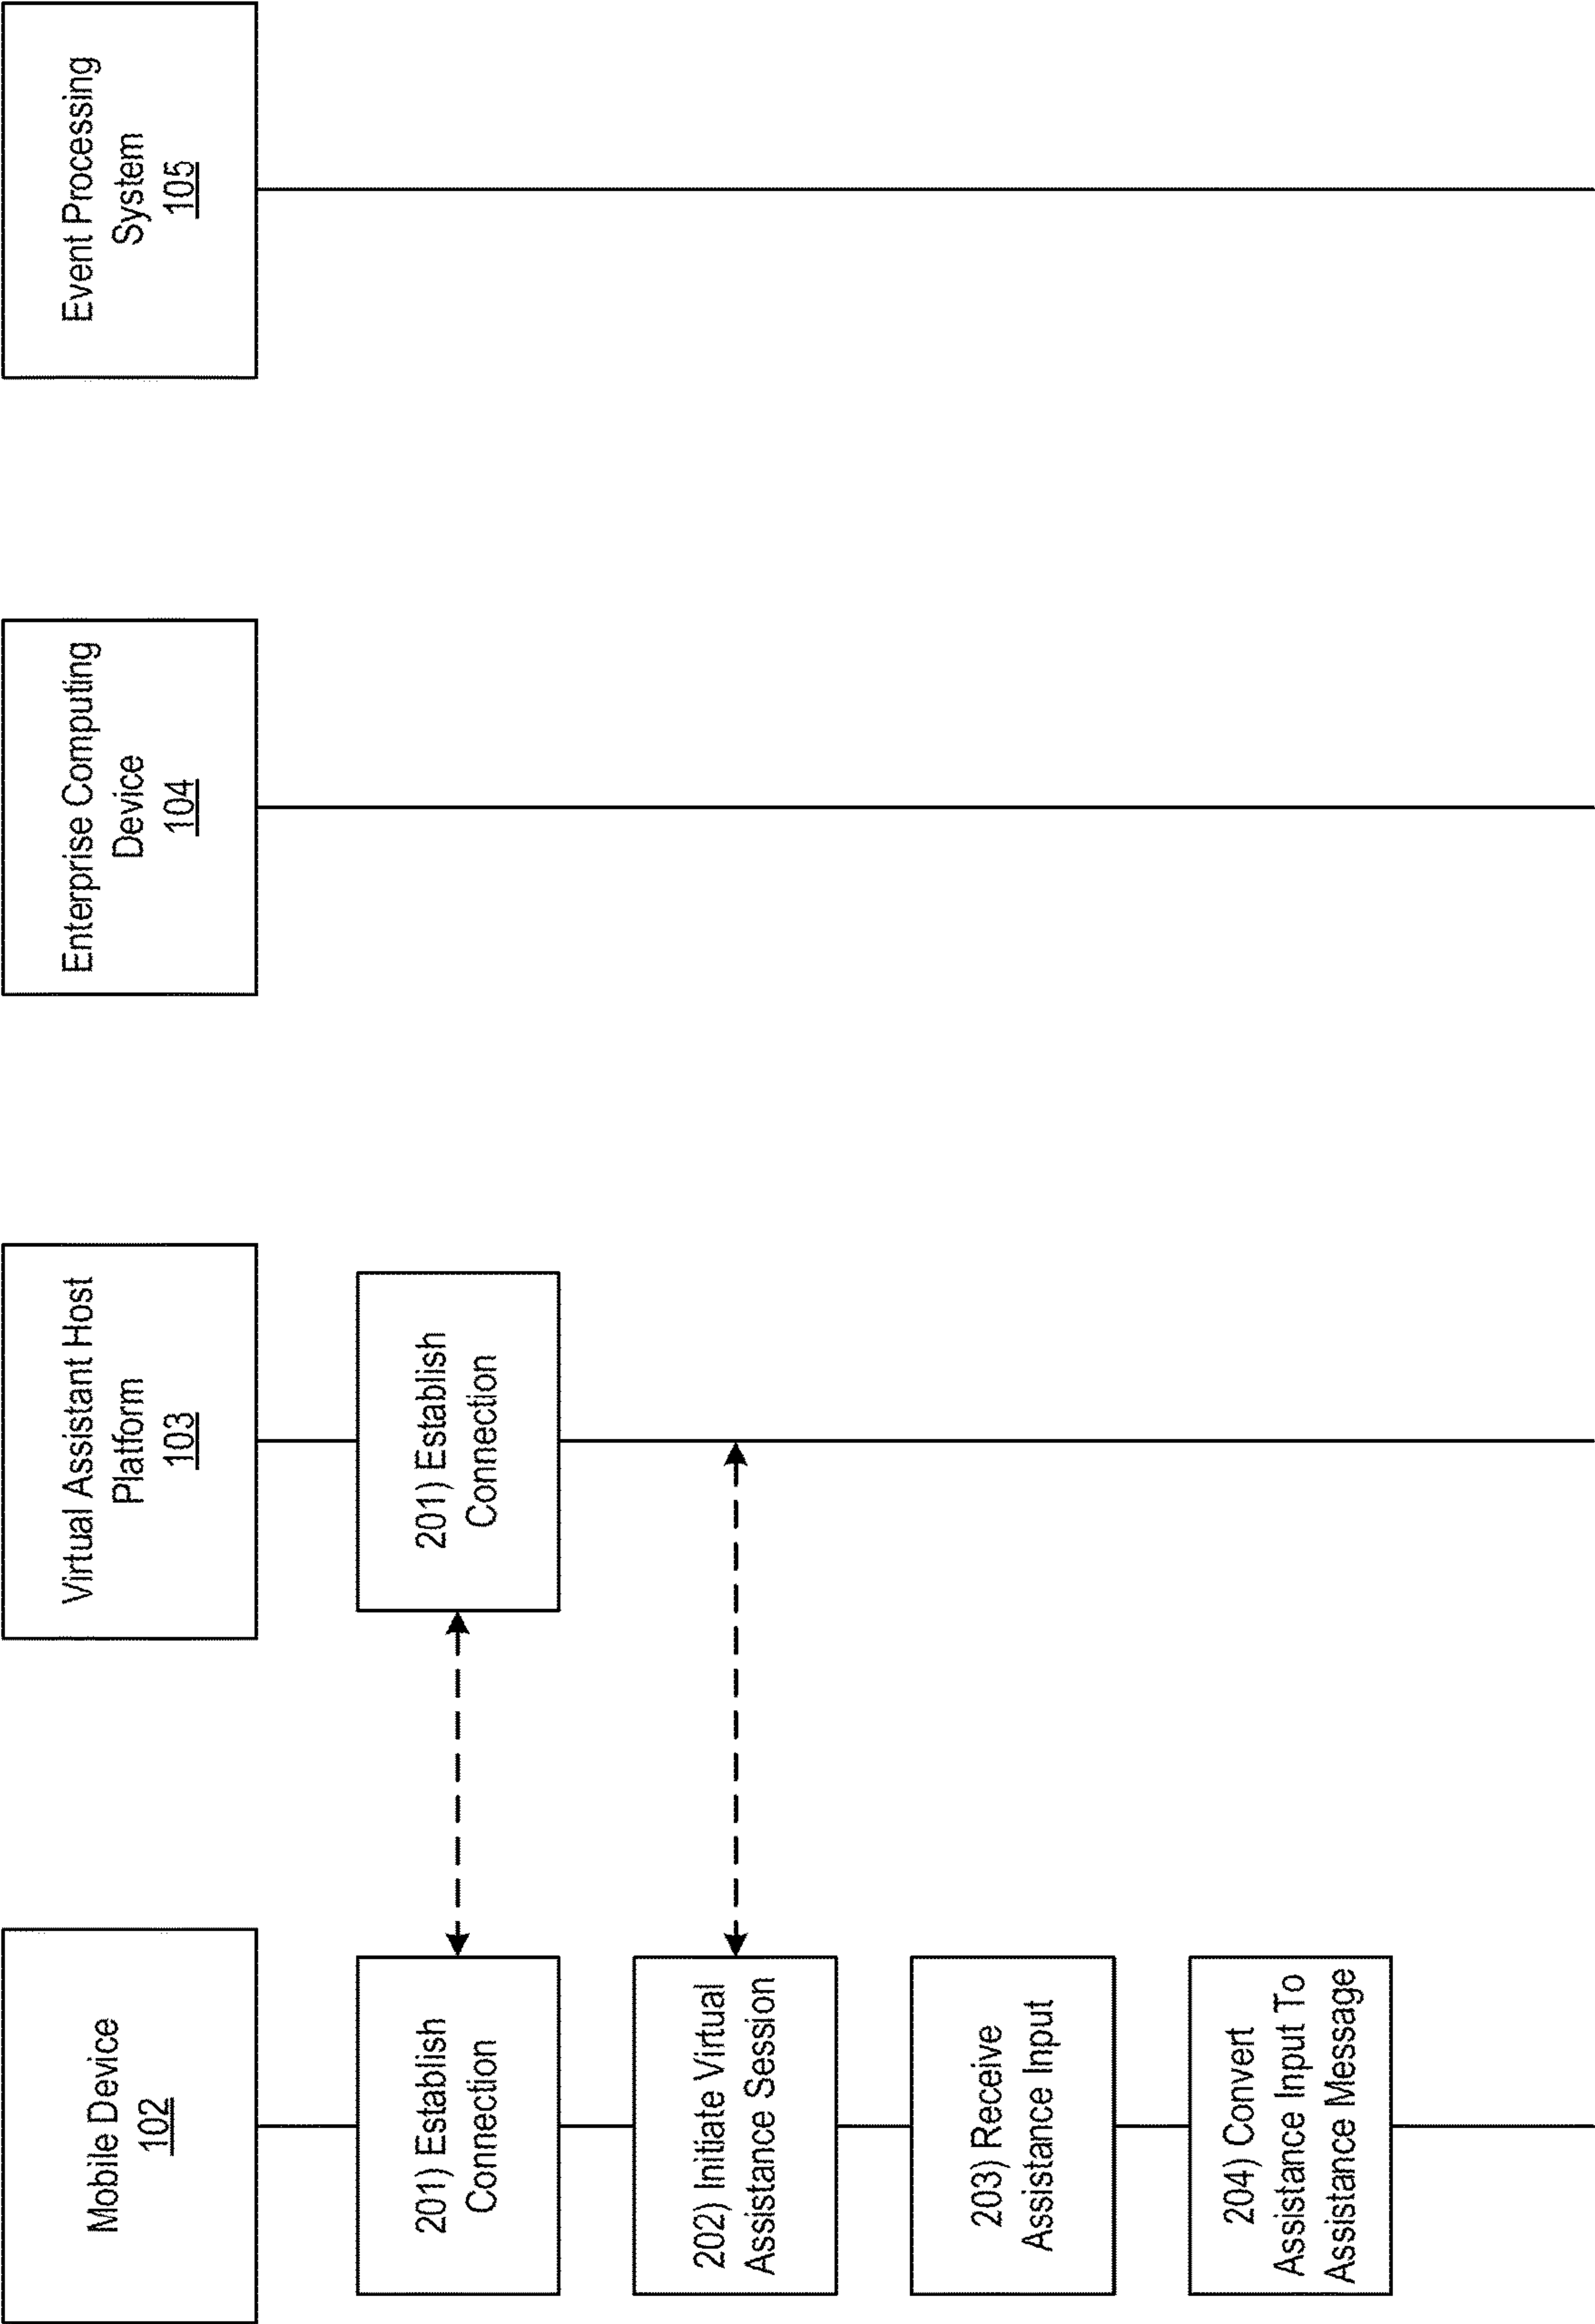 Mobile Device
102
Virtual Assistant Host
Platform
103
Enterprise Computing
Device
104
Event Processing
System
105
201) Establish
Connection
201) Establish
Connection
202) Initiate Virtual
Assistance Session
203) Receive
Assistance Input
204) Convert
Assistance Input To
Assistance Message